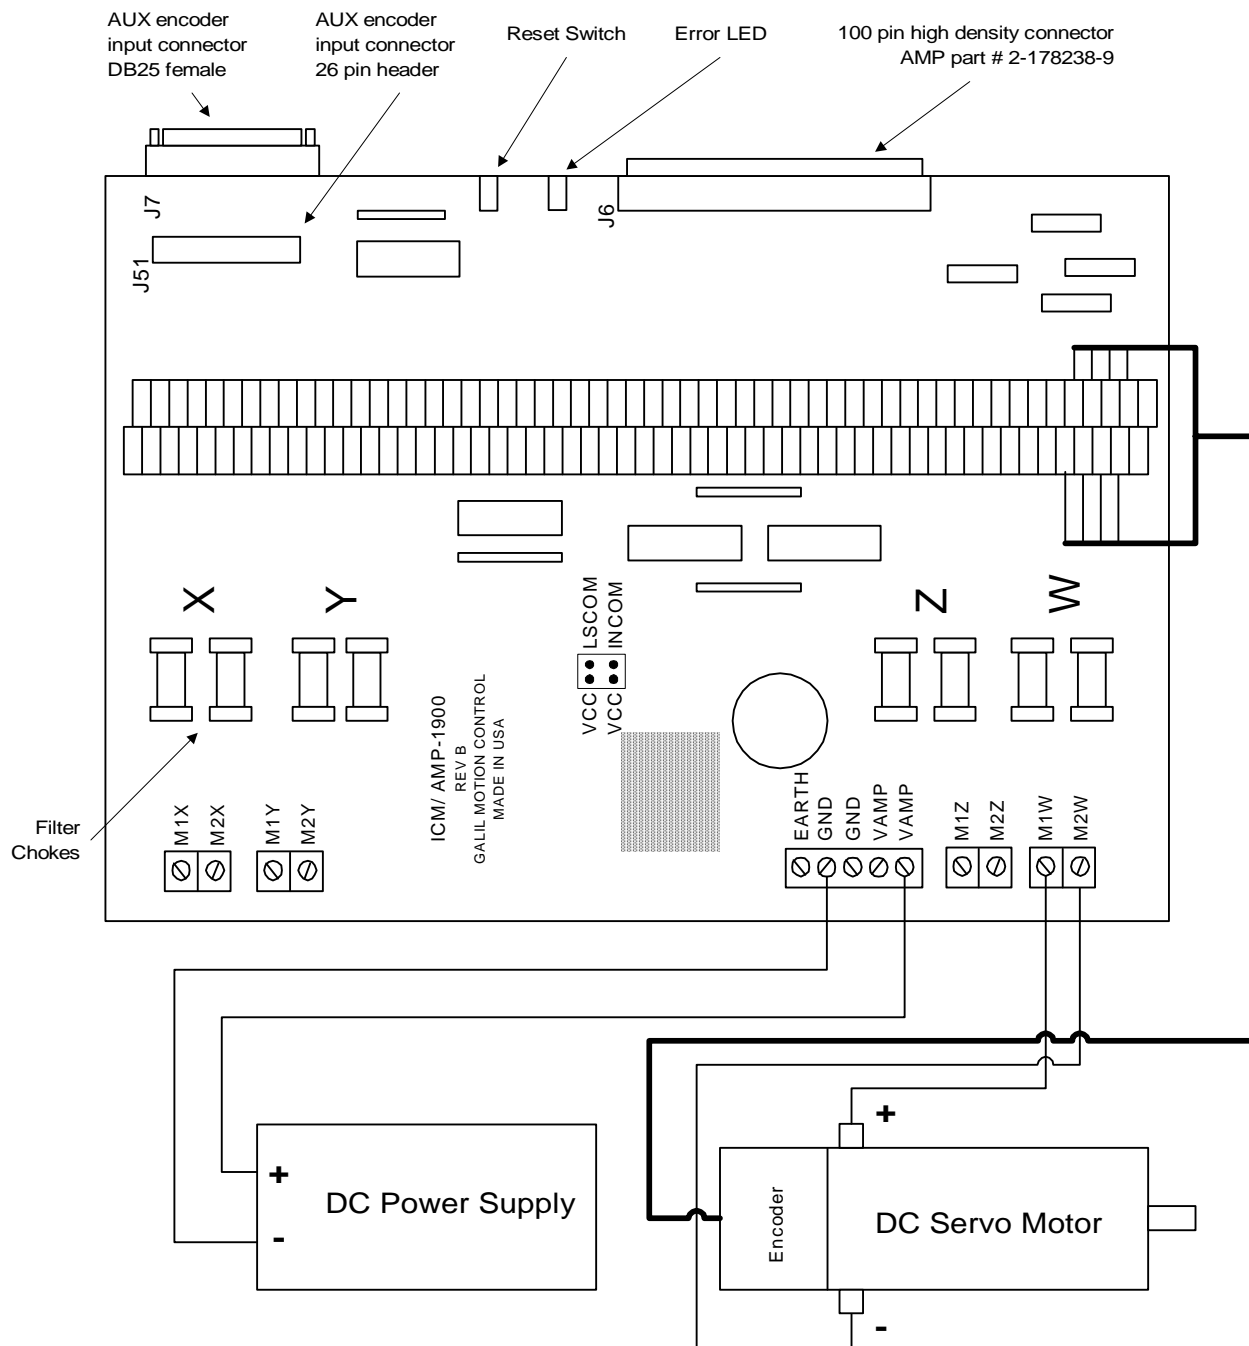 AUX encoder
input connector
DB25 female
AUX encoder
input connector
26 pin header
Reset Switch
Error LED
100 pin high density connector
AMP part # 2-178238-9
J7
J51
J6
X
Y
Z
W
LSCOM
INCOM
VCC
VCC
ICM/ AMP-1900
REV B
GALIL MOTION CONTROL
MADE IN USA
Filter
Chokes
M1X
M2X
M1Y
M2Y
EARTH
GND
GND
VAMP
VAMP
M1Z
M2Z
M1W
M2W
+
-
DC Power Supply
+
Encoder
DC Servo Motor
-